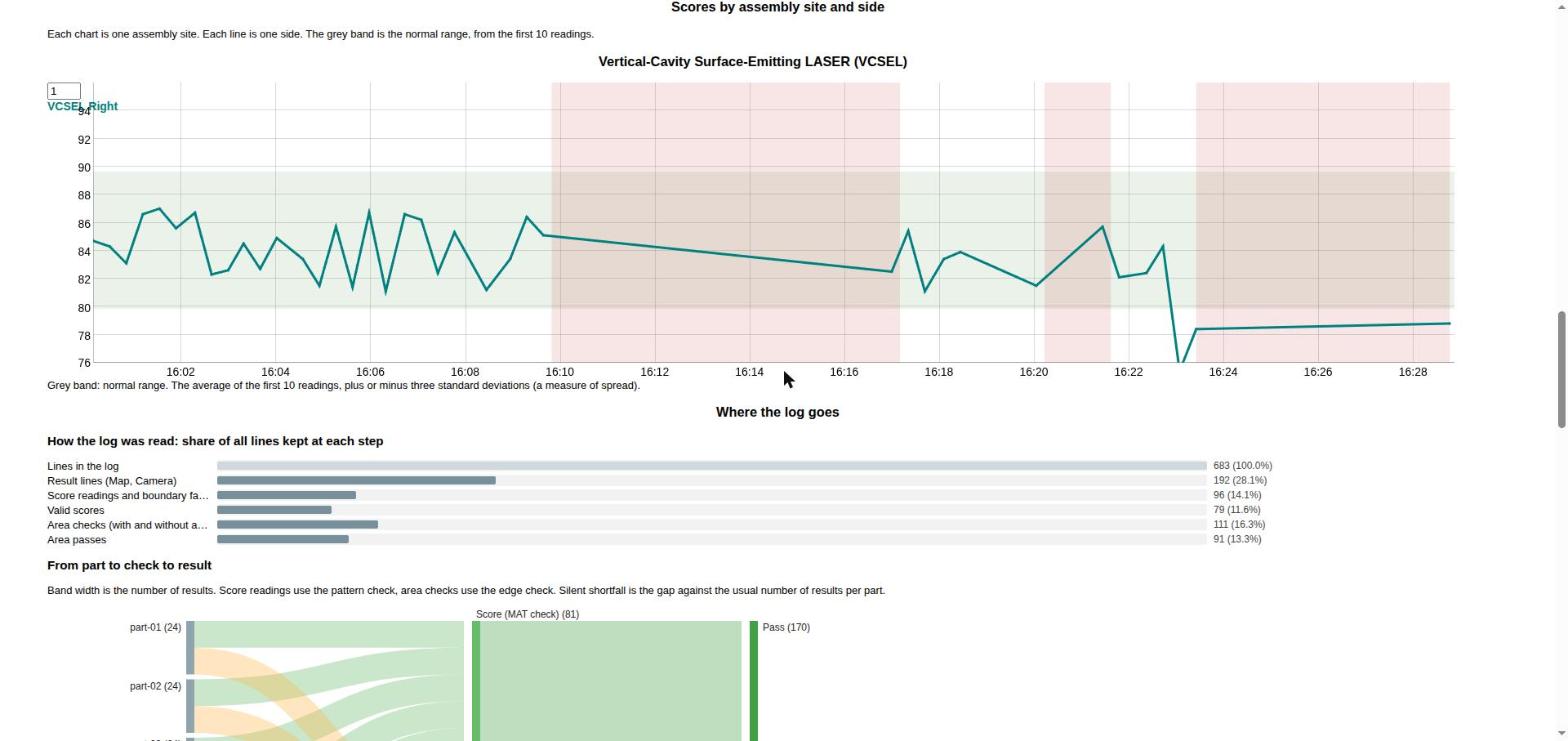 Scores by assembly site and side
Each chart is one assembly site. Each line is one side. The grey band is the normal range, from the first 10 readings.
Vertical-Cavity Surface-Emitting LASER (VCSEL)
1
VCSEL Right
94
92
90
88
86
84
82
80
78
76
16:02 16:04 16:06 16:08 16:10 16:12 16:14 16:16 16:18 16:20 16:22 16:24 16:26 16:28
Grey band: normal range. The average of the first 10 readings, plus or minus three standard deviations (a measure of spread).
Where the log goes
How the log was read: share of all lines kept at each step
Lines in the log 683 (100.0%)
Result lines (Map, Camera) 192 (28.1%)
Score readings and boundary fa… 96 (14.1%)
Valid scores 79 (11.6%)
Area checks (with and without a… 111 (16.3%)
Area passes 91 (13.3%)
From part to check to result
Band width is the number of results. Score readings use the pattern check, area checks use the edge check. Silent shortfall is the gap against the usual number of results per part.
Score (MAT check) (81)
part-01 (24) Pass (170)
part-02 (24)